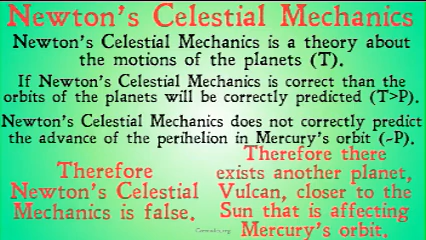 Newton's Celestial Mechanics
Newton's Celestial Mechanics is a theory about
the motions of the planets (T).
If Newton's Celestial Mechanics is correct than the
orbits of the planets will be correctly predicted (T>P).
Newton's Celestial Mechanics does not correctly predict
the advance of the perihelion in Mercury's orbit (~P).
Therefore
Newton's Celestial
Mechanics is false.
Therefore there
exists another planet,
Vulcan, closer to the
Sun that is affecting
Mercury's orbit.